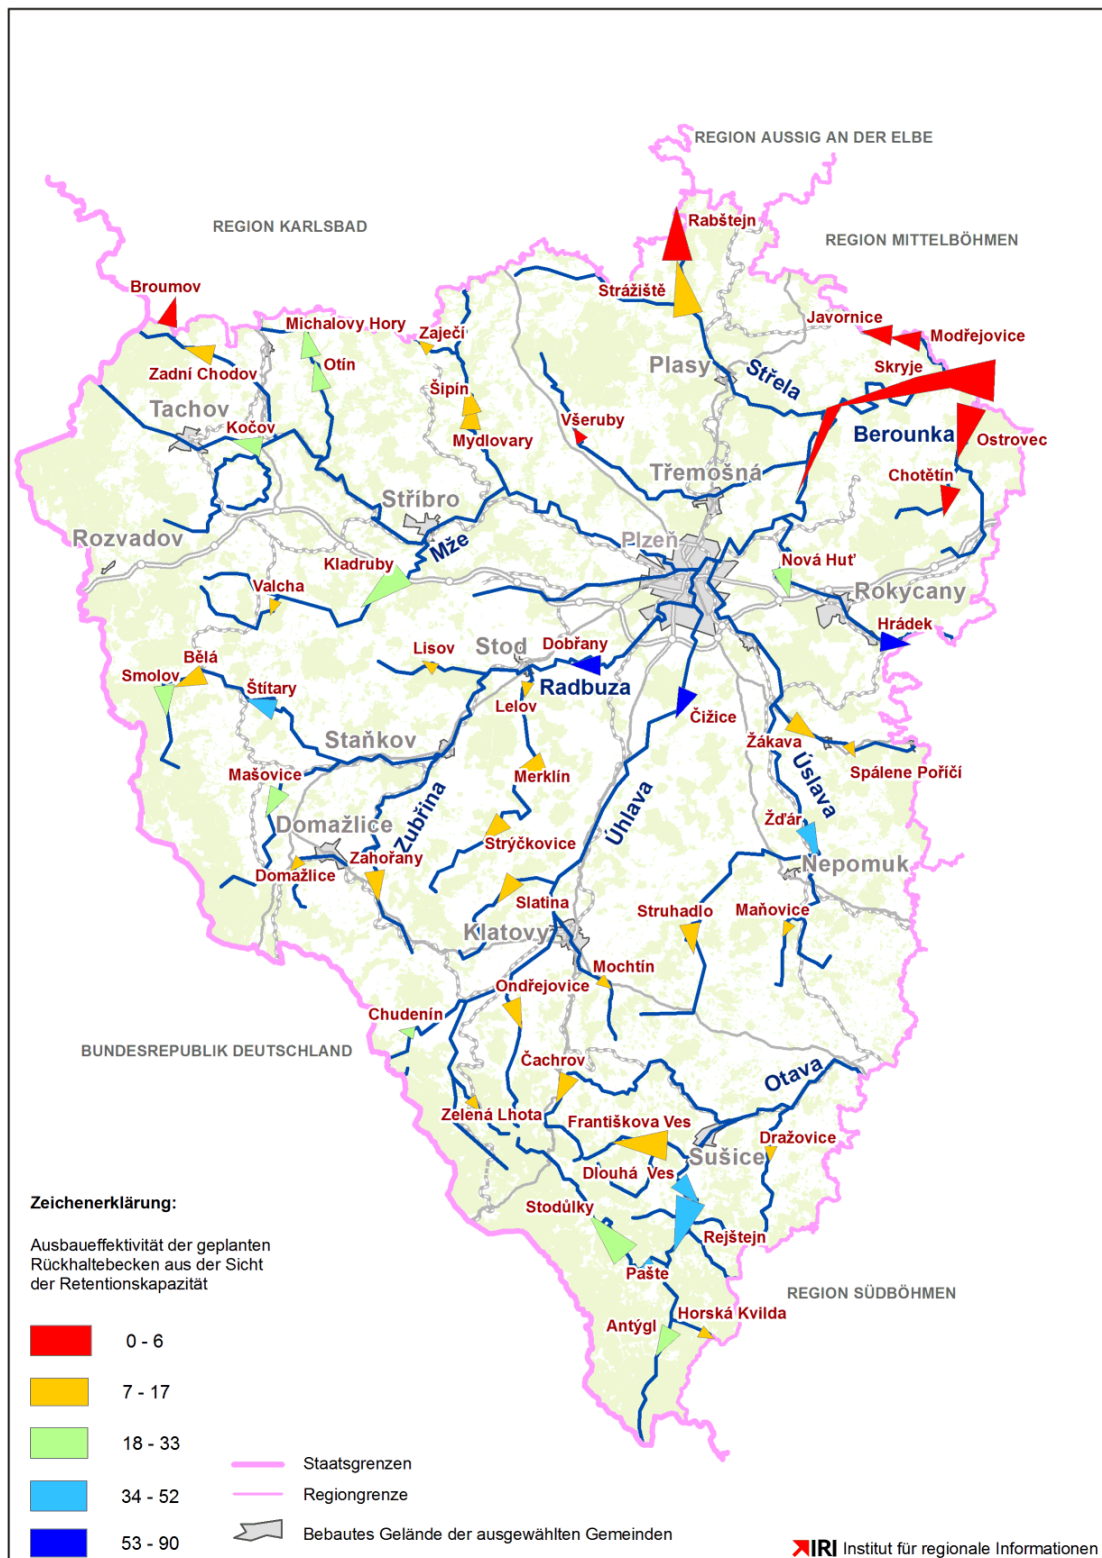 REGION AUSSIG AN DER ELBE
REGION KARLSBAD
Rabštejn
REGION MITTELBÖHMEN
Broumov
Strážiště
Michalovy Hory
Zaječí
Javornice
Modřejovice
Zadní Chodov
Otín
Plasy
Střela
Skryje
Šipín
Tachov
Kočov
Mydlovary
Všeruby
Berounka
Ostrovec
Třemošná
Chotětín
Stříbro
Rozvadov
Mže
Plzeň
Kladruby
Nová Huť
Valcha
Rokycany
Hrádek
Lisov
Stod
Dobřany
Bělá
Smolov
Štítary
Radbuza
Lelov
Čižice
Staňkov
Žákava
Spálene Poříčí
Mašovice
Merklín
Úslava
Zubřina
Úhlava
Domažlice
Strýčkovice
Žďár
Zahořany
Nepomuk
Domažlice
Slatina
Struhadlo
Maňovice
Klatovy
Mochtín
Ondřejovice
Chudenín
BUNDESREPUBLIK DEUTSCHLAND
Čachrov
Otava
Zelená Lhota
Františkova Ves
Dražovice
Sušice
Dlouhá Ves
Stodůlky
Rejštejn
Pašte
REGION SÜDBÖHMEN
Horská Kvilda
Antýgl
Zeichenerklärung:
Ausbaueffektivität der geplanten
Rückhaltebecken aus der Sicht
der Retentionskapazität
0 - 6
7 - 17
18 - 33
34 - 52
53 - 90
Staatsgrenzen
Regiongrenze
Bebautes Gelände der ausgewählten Gemeinden
IRI Institut für regionale Informationen